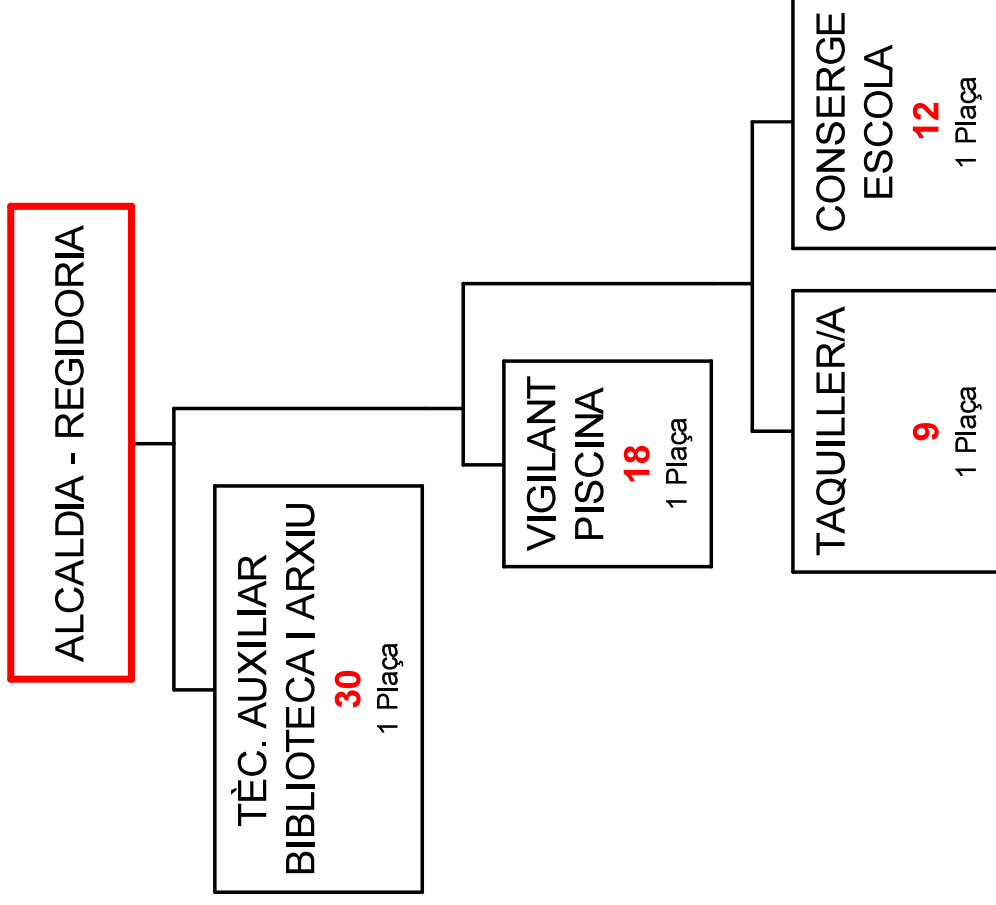 ALCALDIA - REGIDORIA
TÈC. AUXILIAR
BIBLIOTECA I ARXIU
30
1 Plaça
VIGILANT
PISCINA
18
1 Plaça
TAQUILLER/A
9
1 Plaça
CONSERGE
ESCOLA
12
1 Plaça